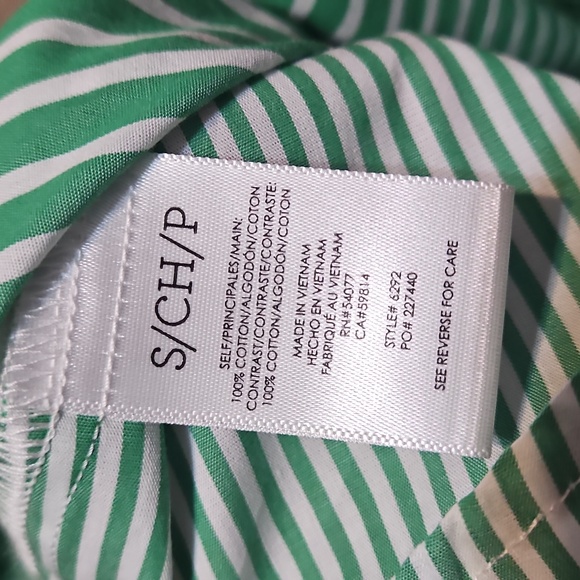 S/CH/P
SELF/PRINCIPALES/MAIN:
100% COTTON/ALGODÓN/COTON
CONTRAST/CONTRASTE/CONTRASTE:
100% COTTON/ALGODÓN/COTON
MADE IN VIETNAM
HECHO EN VIETNAM
FABRIQUÉ AU VIETNAM
RN# 54077
CA#59814
STYLE# 6292
PO# 227440
SEE REVERSE FOR CARE